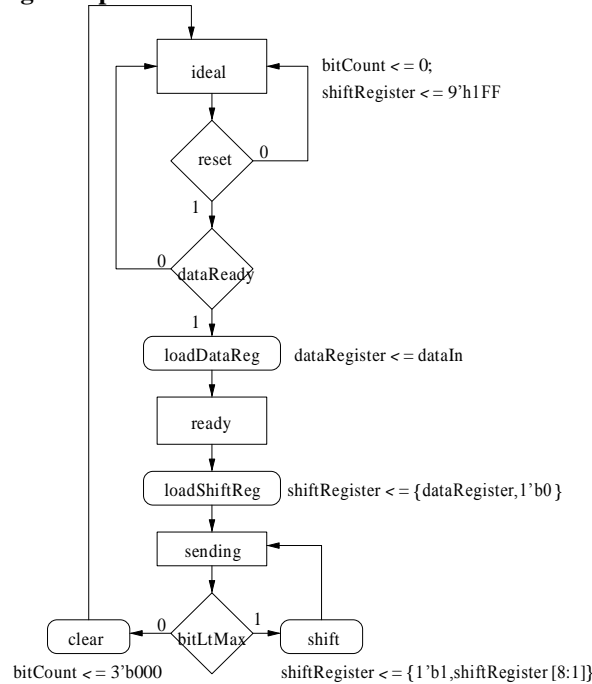 ideal
bitCount <= 0;
shiftRegister <= 9'h1FF
reset
0
1
0
dataReady
1
loadDataReg
dataRegister <= dataIn
ready
loadShiftReg
shiftRegister <= {dataRegister,1'b0}
sending
0
1
clear
bitLtMax
shift
bitCount <= 3'b000
shiftRegister <= {1'b1,shiftRegister [8:1]}